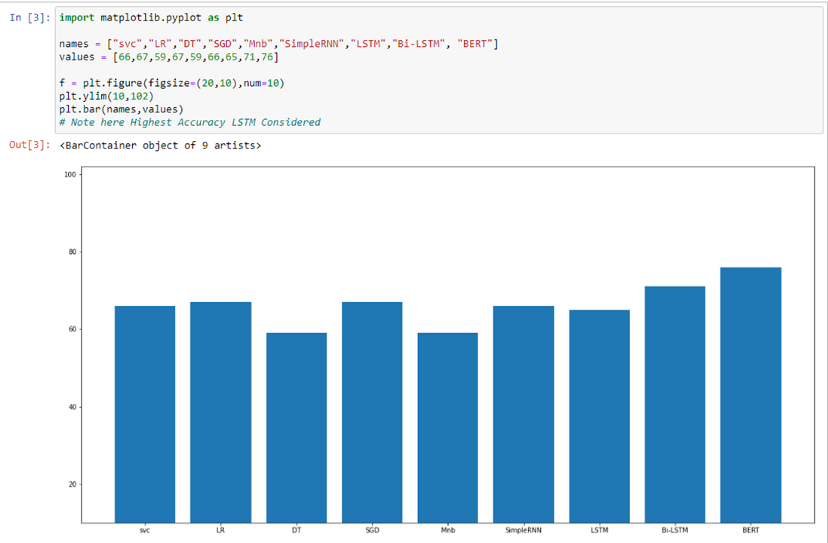 In [3]: import matplotlib.pyplot as plt
names = ["svc","LR","DT","SGD","Mnb","SimpleRNN","LSTM","Bi-LSTM", "BERT"]
values = [66,67,59,67,59,66,65,71,76]
f = plt.figure(figsize=(20,10),num=10)
plt.ylim(10,102)
plt.bar(names,values)
# Note here Highest Accuracy LSTM Considered
Out[3]: <BarContainer object of 9 artists>
100
80
60
40
20
svc LR DT SGD Mnb SimpleRNN LSTM Bi-LSTM BERT